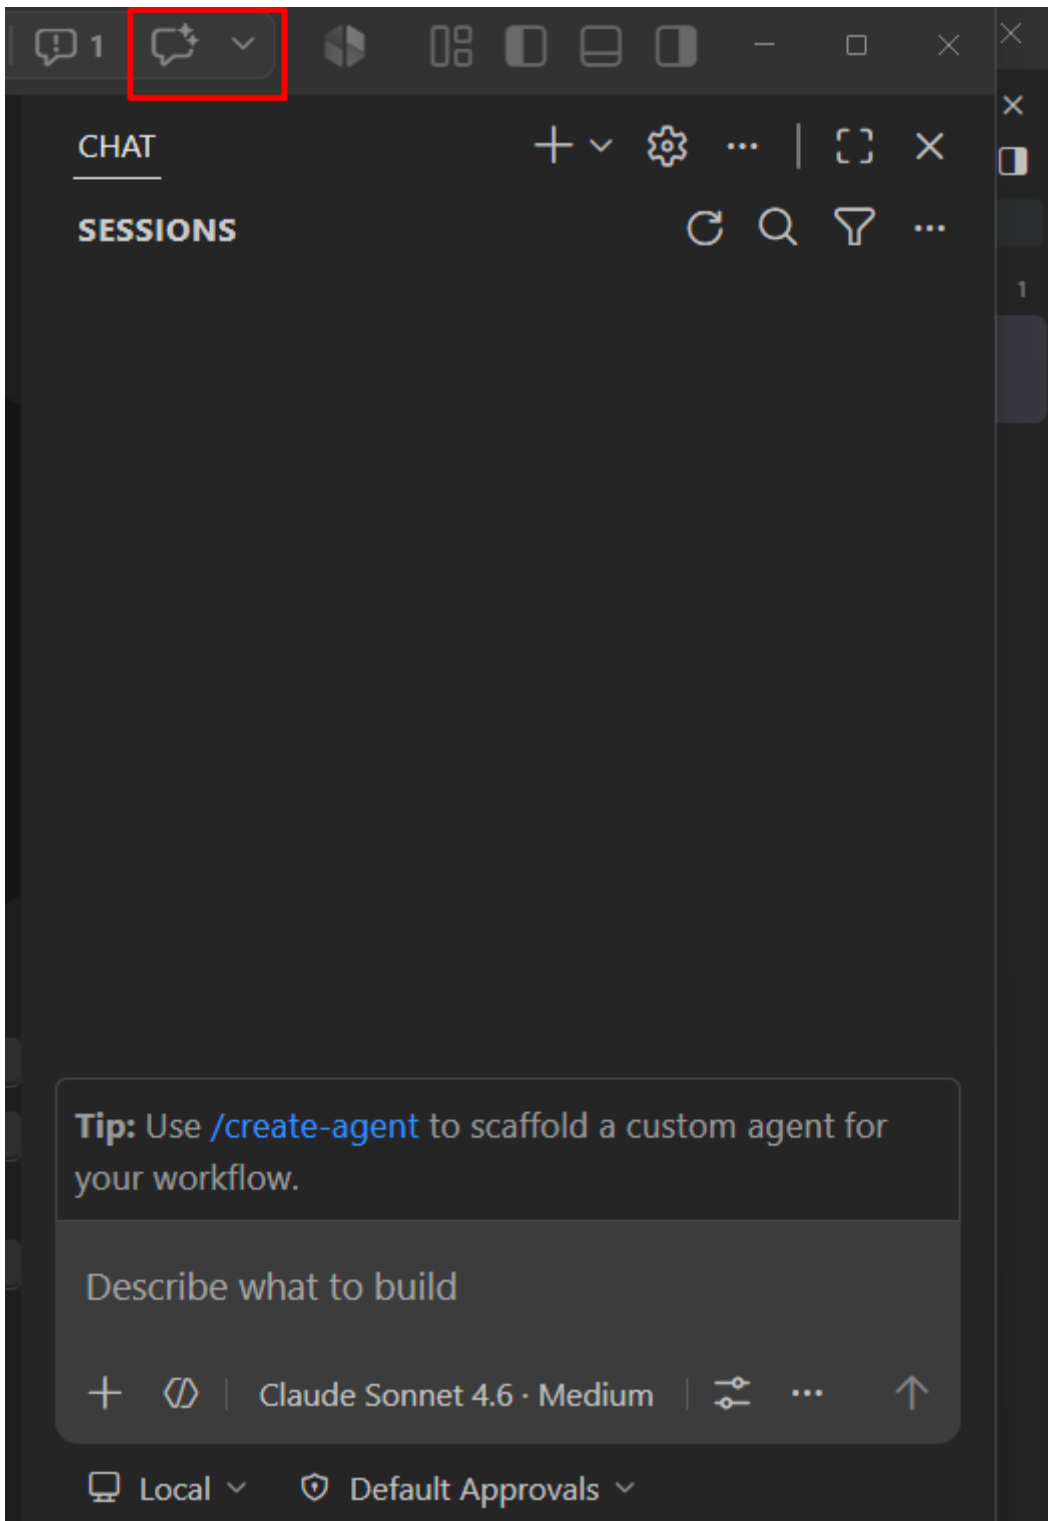 1
CHAT
SESSIONS
1
Tip: Use /create-agent to scaffold a custom agent for
your workflow.
Describe what to build
Claude Sonnet 4.6 · Medium
Local
Default Approvals